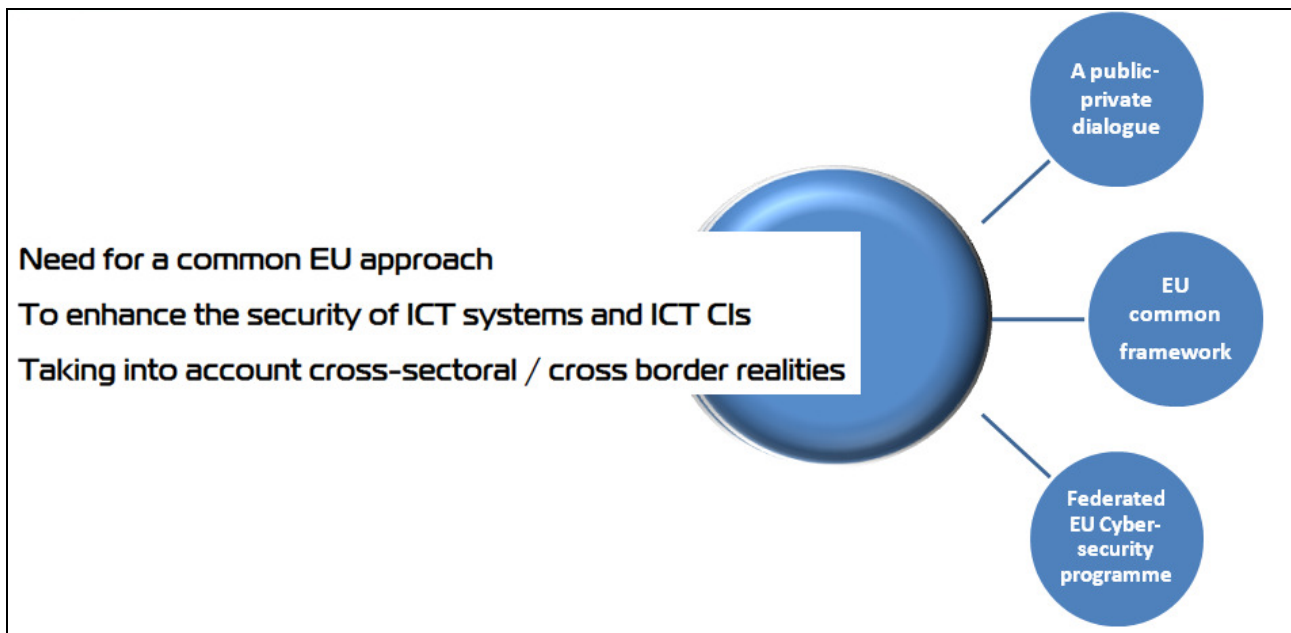 Need for a common EU approach
To enhance the security of ICT systems and ICT CIs
Taking into account cross-sectoral / cross border realities
A public-
private
dialogue
EU
common
framework
Federated
EU Cyber-
security
programme